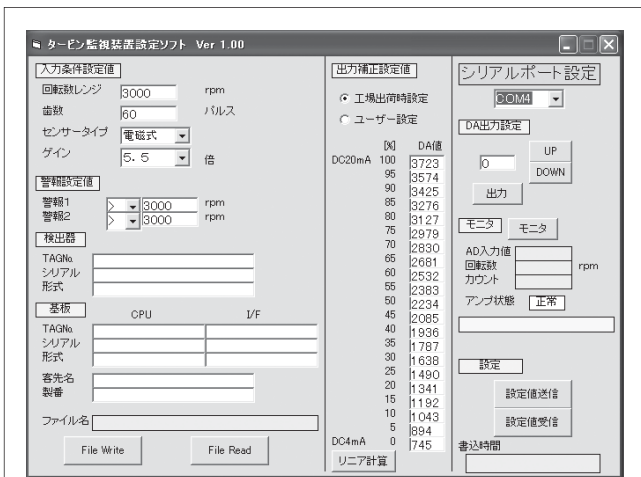 タービン監視装置設定ソフト Ver 1.00
入力条件設定値
回転数レンジ 3000 rpm
歯数 60 パルス
センサータイプ 電磁式
ゲイン 5.5 倍
警報設定値
警報1 > 3000 rpm
警報2 > 3000 rpm
検出器
TAGNo.
シリアル
形式
基板 CPU I/F
TAGNo.
シリアル
形式
客先名
製番
ファイル名
File Write File Read
出力補正設定値
工場出荷時設定
ユーザー設定
[%] DA値
DC20mA 100 3723
95 3574
90 3425
85 3276
80 3127
75 2979
70 2830
65 2681
60 2532
55 2383
50 2234
45 2085
40 1936
35 1787
30 1638
25 1490
20 1341
15 1192
10 1043
5 894
DC4mA 0 745
リニア計算
シリアルポート設定
COM4
DA出力設定
0 UP
DOWN
出力
モニタ モニタ
AD入力値
回転数 rpm
カウント
アンプ状態 正常
設定
設定値送信
設定値受信
書込時間